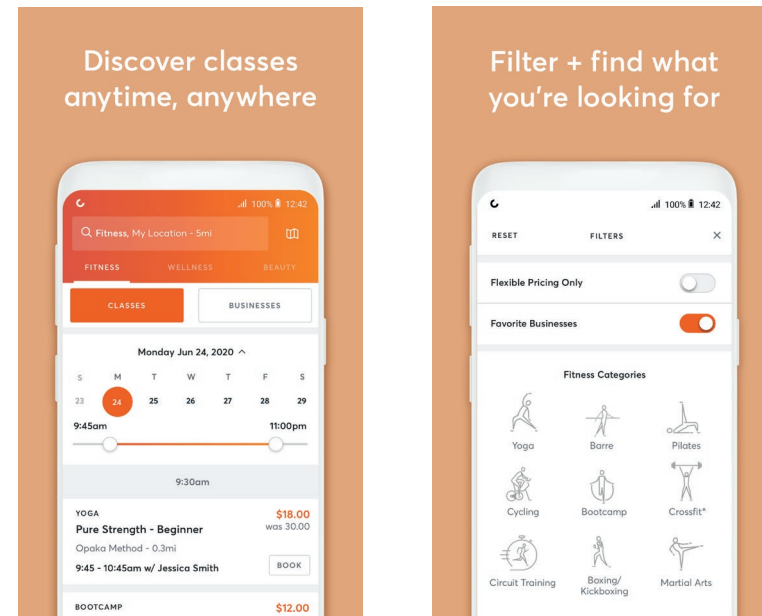 Discover classes
anytime, anywhere
100% 12:42
Fitness, My Location - 5mi
FITNESS WELLNESS BEAUTY
CLASSES BUSINESSES
Monday Jun 24, 2020
S M T W T F S
23 24 25 26 27 28 29
9:45am 11:00pm
9:30am
YOGA $18.00
Pure Strength - Beginner was 30.00
Opaka Method - 0.3mi
9:45 - 10:45am w/ Jessica Smith BOOK
BOOTCAMP $12.00
Filter + find what
you're looking for
100% 12:42
RESET FILTERS
Flexible Pricing Only
Favorite Businesses
Fitness Categories
Yoga Barre Pilates
Cycling Bootcamp Crossfit*
Circuit Training Boxing/ Martial Arts
Kickboxing